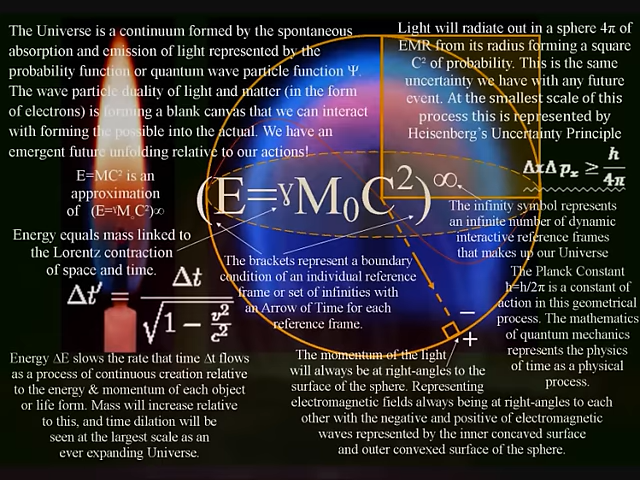 The Universe is a continuum formed by the spontaneous
absorption and emission of light represented by the
probability function or quantum wave particle function Ψ.
The wave particle duality of light and matter (in the form
of electrons) is forming a blank canvas that we can interact
with forming the possible into the actual. We have an
emergent future unfolding relative to our actions!
Light will radiate out in a sphere 4π of
EMR from its radius forming a square
C² of probability. This is the same
uncertainty we have with any future
event. At the smallest scale of this
process this is represented by
Heisenberg's Uncertainty Principle
Δx Δ pₓ ≥ h/4π
E=MC² is an
approximation
of (E=ˠM₀C²)∞
(E=ˠM₀C²)∞
Energy equals mass linked to
the Lorentz contraction
of space and time.
Δt' = Δt/√(1 − v²/c²)
The brackets represent a boundary
condition of an individual reference
frame or set of infinities with
an Arrow of Time for each
reference frame.
The infinity symbol represents
an infinite number of dynamic
interactive reference frames
that makes up our Universe
The Planck Constant
h=h/2π is a constant of
action in this geometrical
process. The mathematics
of quantum mechanics
represents the physics
of time as a physical
process.
−
+
Energy ΔE slows the rate that time Δt flows
as a process of continuous creation relative
to the energy & momentum of each object
or life form. Mass will increase relative
to this, and time dilation will be
seen at the largest scale as an
ever expanding Universe.
The momentum of the light
will always be at right-angles to the
surface of the sphere. Representing
electromagnetic fields always being at right-angles to each
other with the negative and positive of electromagnetic
waves represented by the inner concaved surface
and outer convexed surface of the sphere.